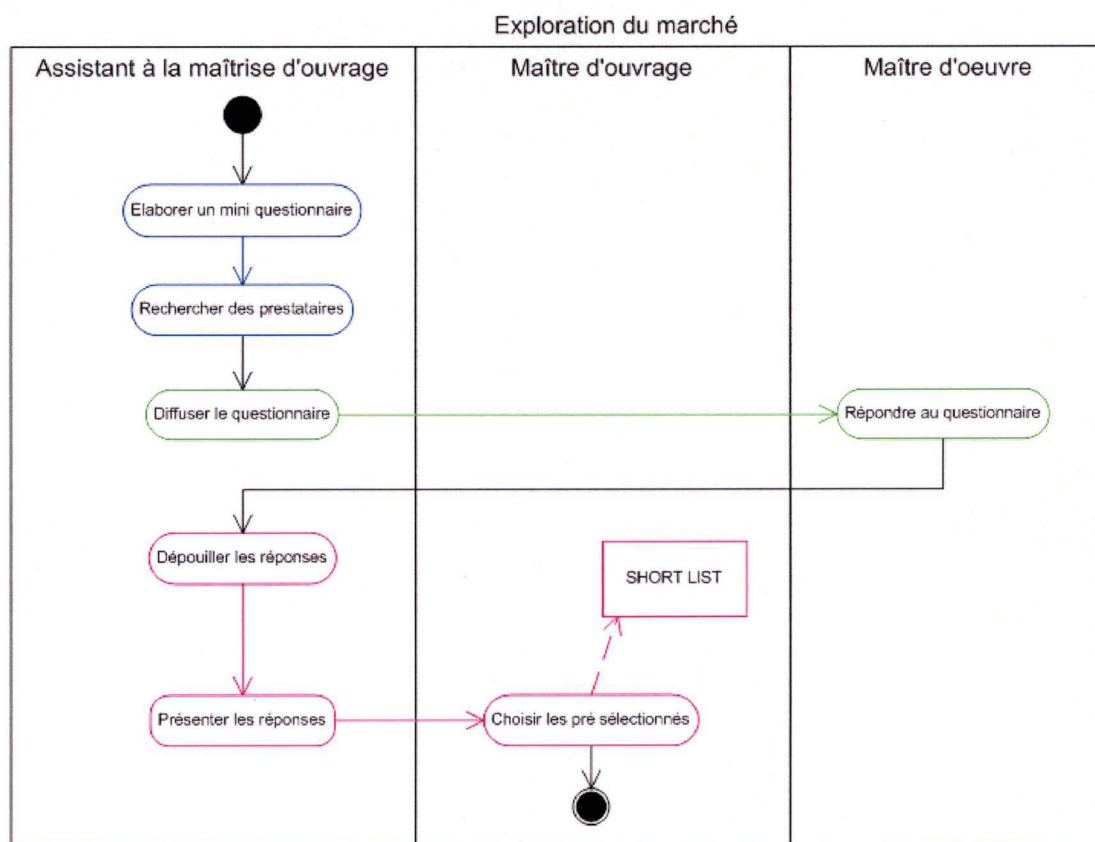 Exploration du marché
Assistant à la maîtrise d'ouvrage
Maître d'ouvrage
Maître d'oeuvre
Elaborer un mini questionnaire
Rechercher des prestataires
Diffuser le questionnaire
Répondre au questionnaire
Dépouiller les réponses
SHORT LIST
Présenter les réponses
Choisir les pré sélectionnés